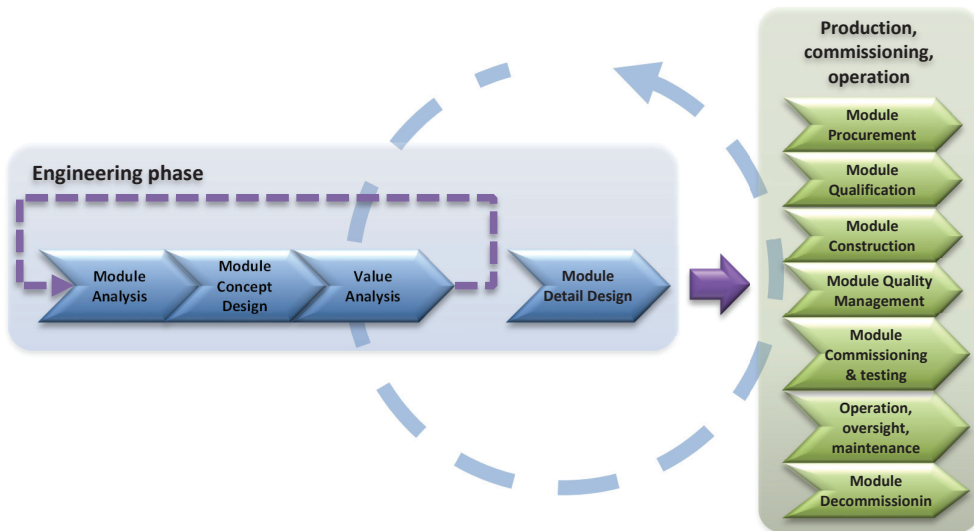 Engineering phase
Module
Analysis
Module
Concept
Design
Value
Analysis
Module
Detail Design
Production,
commissioning,
operation
Module
Procurement
Module
Qualification
Module
Construction
Module Quality
Management
Module
Commissioning
& testing
Operation,
oversight,
maintenance
Module
Decommissionin